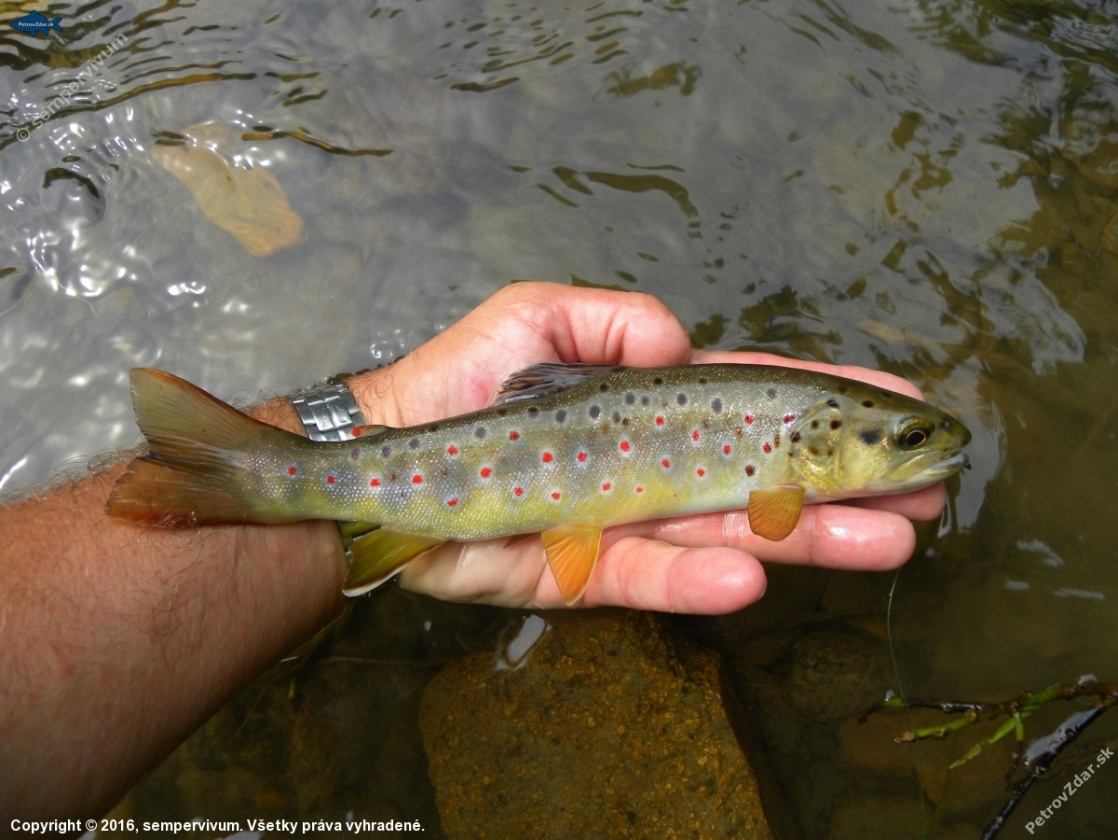 PetrovZdar.sk
© sempervivum
PetrovZdar.sk
Copyright © 2016, sempervivum. Všetky práva vyhradené.